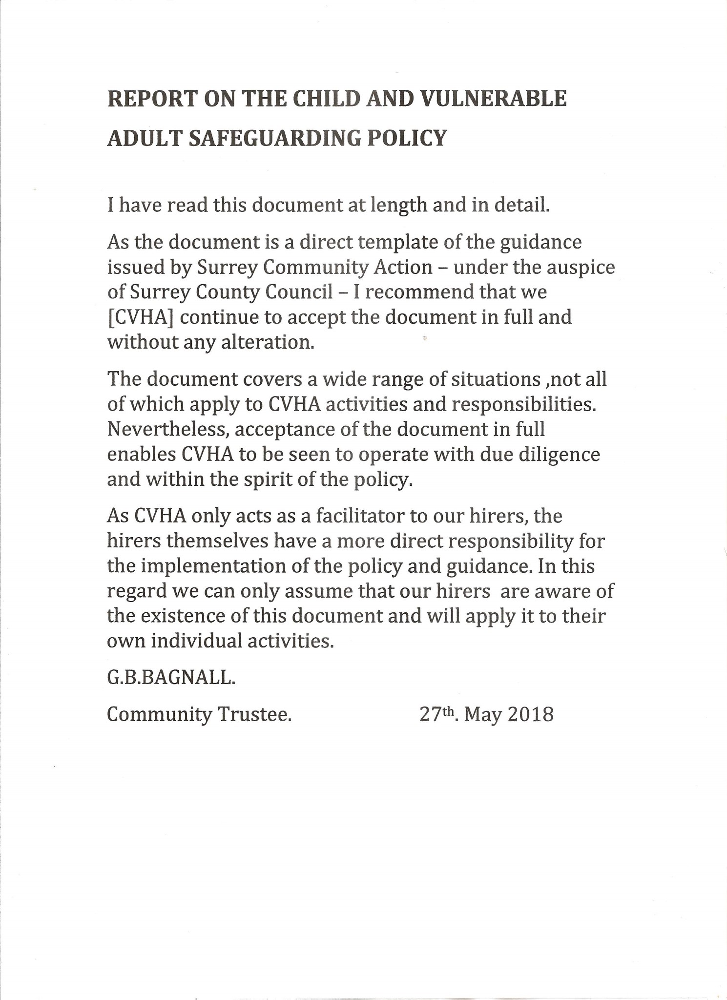 REPORT ON THE CHILD AND VULNERABLE
ADULT SAFEGUARDING POLICY
I have read this document at length and in detail.
As the document is a direct template of the guidance
issued by Surrey Community Action – under the auspice
of Surrey County Council – I recommend that we
[CVHA] continue to accept the document in full and
without any alteration.
The document covers a wide range of situations ,not all
of which apply to CVHA activities and responsibilities.
Nevertheless, acceptance of the document in full
enables CVHA to be seen to operate with due diligence
and within the spirit of the policy.
As CVHA only acts as a facilitator to our hirers, the
hirers themselves have a more direct responsibility for
the implementation of the policy and guidance. In this
regard we can only assume that our hirers  are aware of
the existence of this document and will apply it to their
own individual activities.
G.B.BAGNALL.
Community Trustee. 27th. May 2018